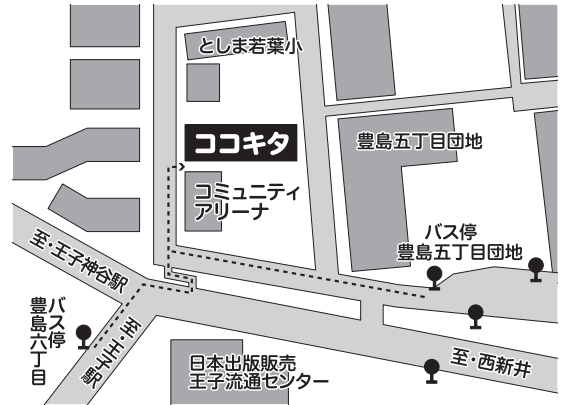 としま若葉小
ココキタ
豊島五丁目団地
コミュニティ
アリーナ
バス停
豊島五丁目団地
至・王子神谷駅
バス停
豊島六丁目
至・王子駅
日本出版販売
王子流通センター
至・西新井